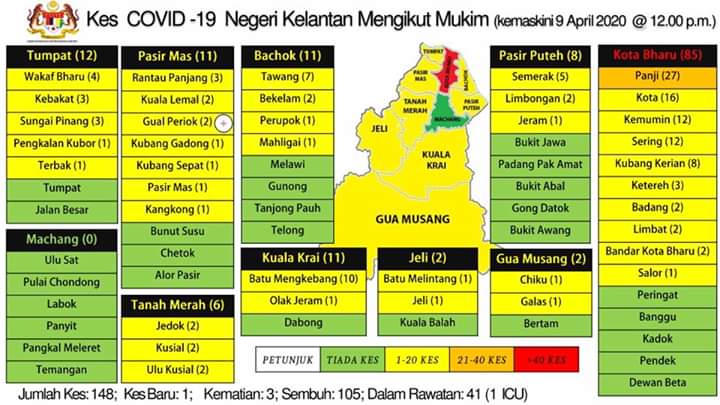 Kes COVID -19 Negeri Kelantan Mengikut Mukim (kemaskini 9 April 2020 @ 12.00 p.m.)
Tumpat (12)
Wakaf Bharu (4)
Kebakat (3)
Sungai Pinang (3)
Pengkalan Kubor (1)
Terbak (1)
Tumpat
Jalan Besar
Machang (0)
Ulu Sat
Pulai Chondong
Labok
Panyit
Pangkal Meleret
Temangan
Pasir Mas (11)
Rantau Panjang (3)
Kuala Lemal (2)
Gual Periok (2)
Kubang Gadong (1)
Kubang Sepat (1)
Pasir Mas (1)
Kangkong (1)
Bunut Susu
Chetok
Alor Pasir
Tanah Merah (6)
Jedok (2)
Kusial (2)
Ulu Kusial (2)
Bachok (11)
Tawang (7)
Bekelam (2)
Perupok (1)
Mahligai (1)
Melawi
Gunong
Tanjong Pauh
Telong
Kuala Krai (11)
Batu Mengkebang (10)
Olak Jeram (1)
Dabong
TUMPAT
PASIR
MAS
KOTA BHARU
BACHOK
PASIR
PUTEH
TANAH
MERAH
MACHANG
JELI
KUALA
KRAI
GUA MUSANG
Jeli (2)
Batu Melintang (1)
Jeli (1)
Kuala Balah
Pasir Puteh (8)
Semerak (5)
Limbongan (2)
Jeram (1)
Bukit Jawa
Padang Pak Amat
Bukit Abal
Gong Datok
Bukit Awang
Gua Musang (2)
Chiku (1)
Galas (1)
Bertam
Kota Bharu (85)
Panji (27)
Kota (16)
Kemumin (12)
Sering (12)
Kubang Kerian (8)
Ketereh (3)
Badang (2)
Limbat (2)
Bandar Kota Bharu (2)
Salor (1)
Peringat
Banggu
Kadok
Pendek
Dewan Beta
PETUNJUK TIADA KES 1-20 KES 21-40 KES >40 KES
Jumlah Kes: 148; Kes Baru: 1; Kematian: 3; Sembuh: 105; Dalam Rawatan: 41 (1 ICU)